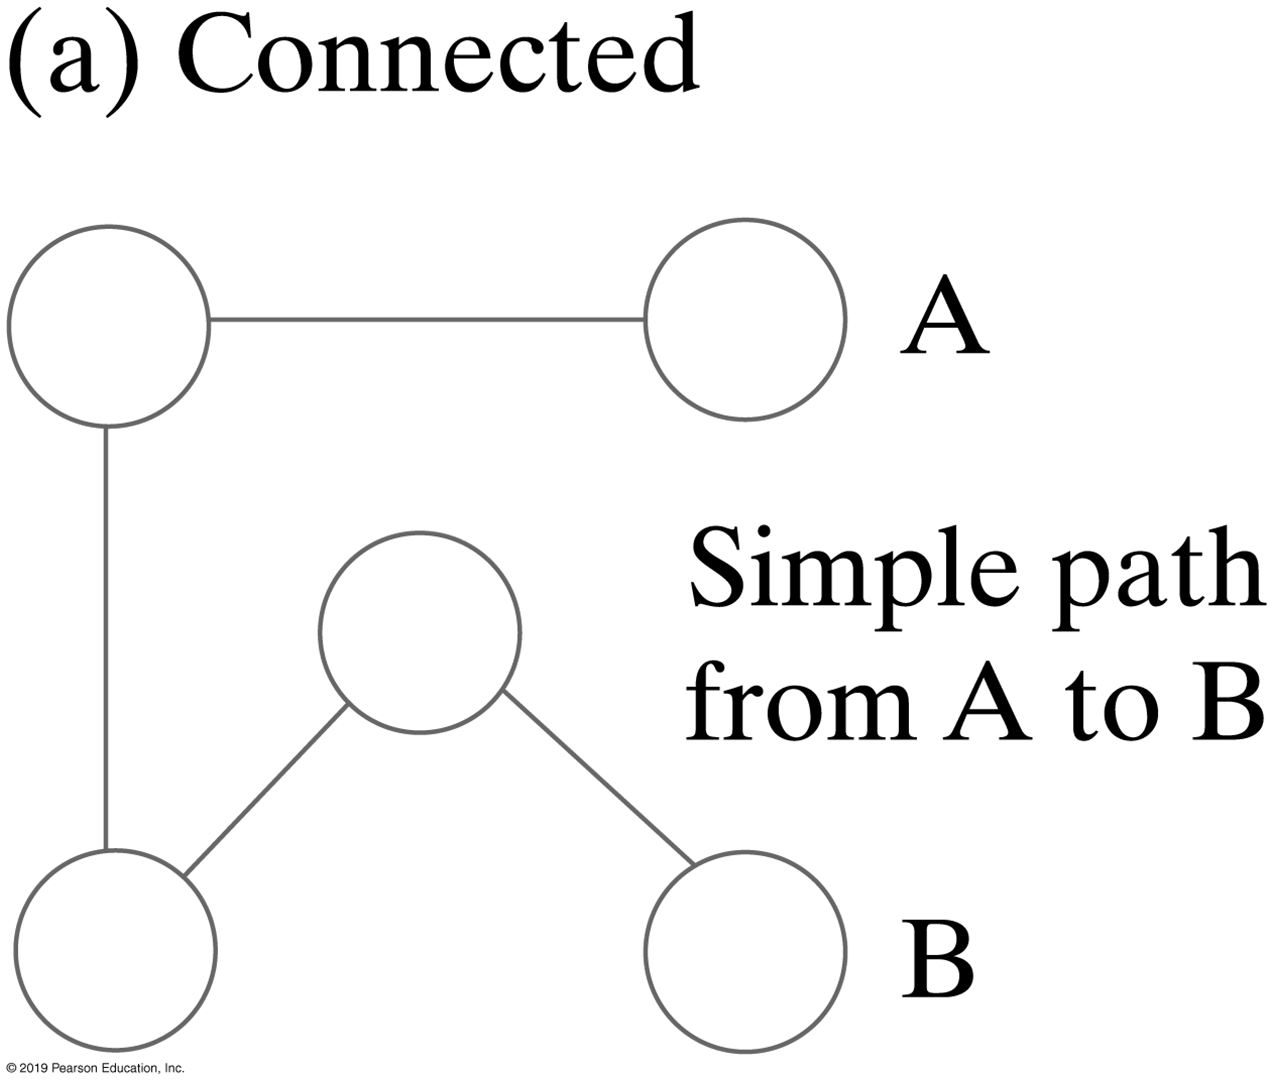 (a) Connected
A
Simple path
from A to B
B
© 2019 Pearson Education, Inc.